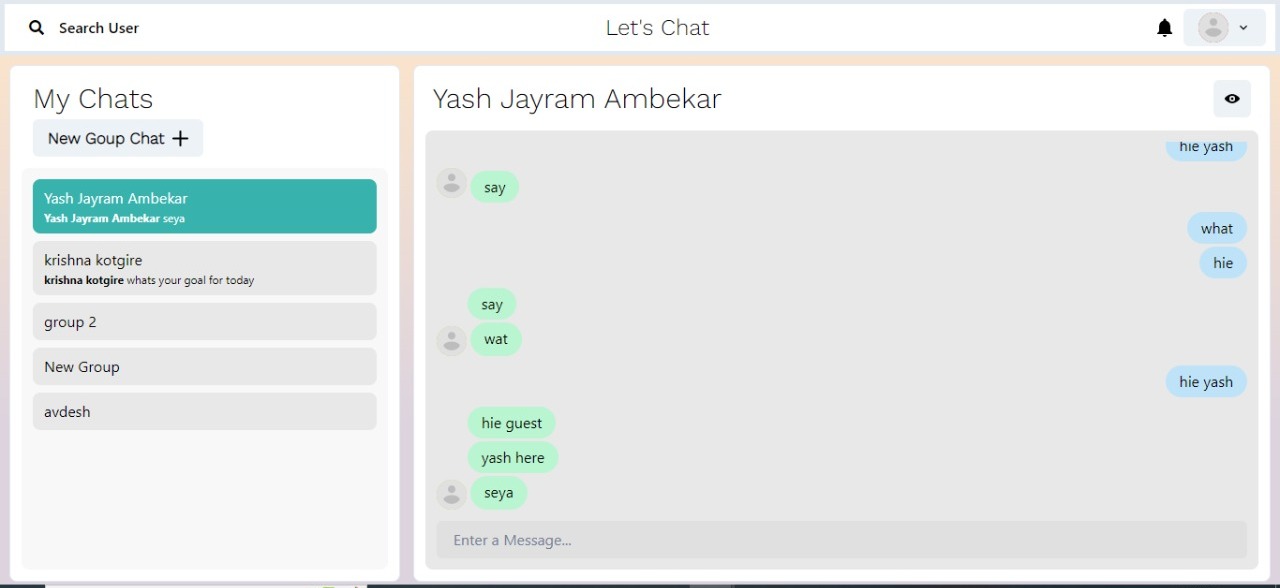 Search User
Let's Chat
My Chats
New Goup Chat
Yash Jayram Ambekar
Yash Jayram Ambekar seya
krishna kotgire
krishna kotgire whats your goal for today
group 2
New Group
avdesh
Yash Jayram Ambekar
hie yash
say
what
hie
say
wat
hie yash
hie guest
yash here
seya
Enter a Message...